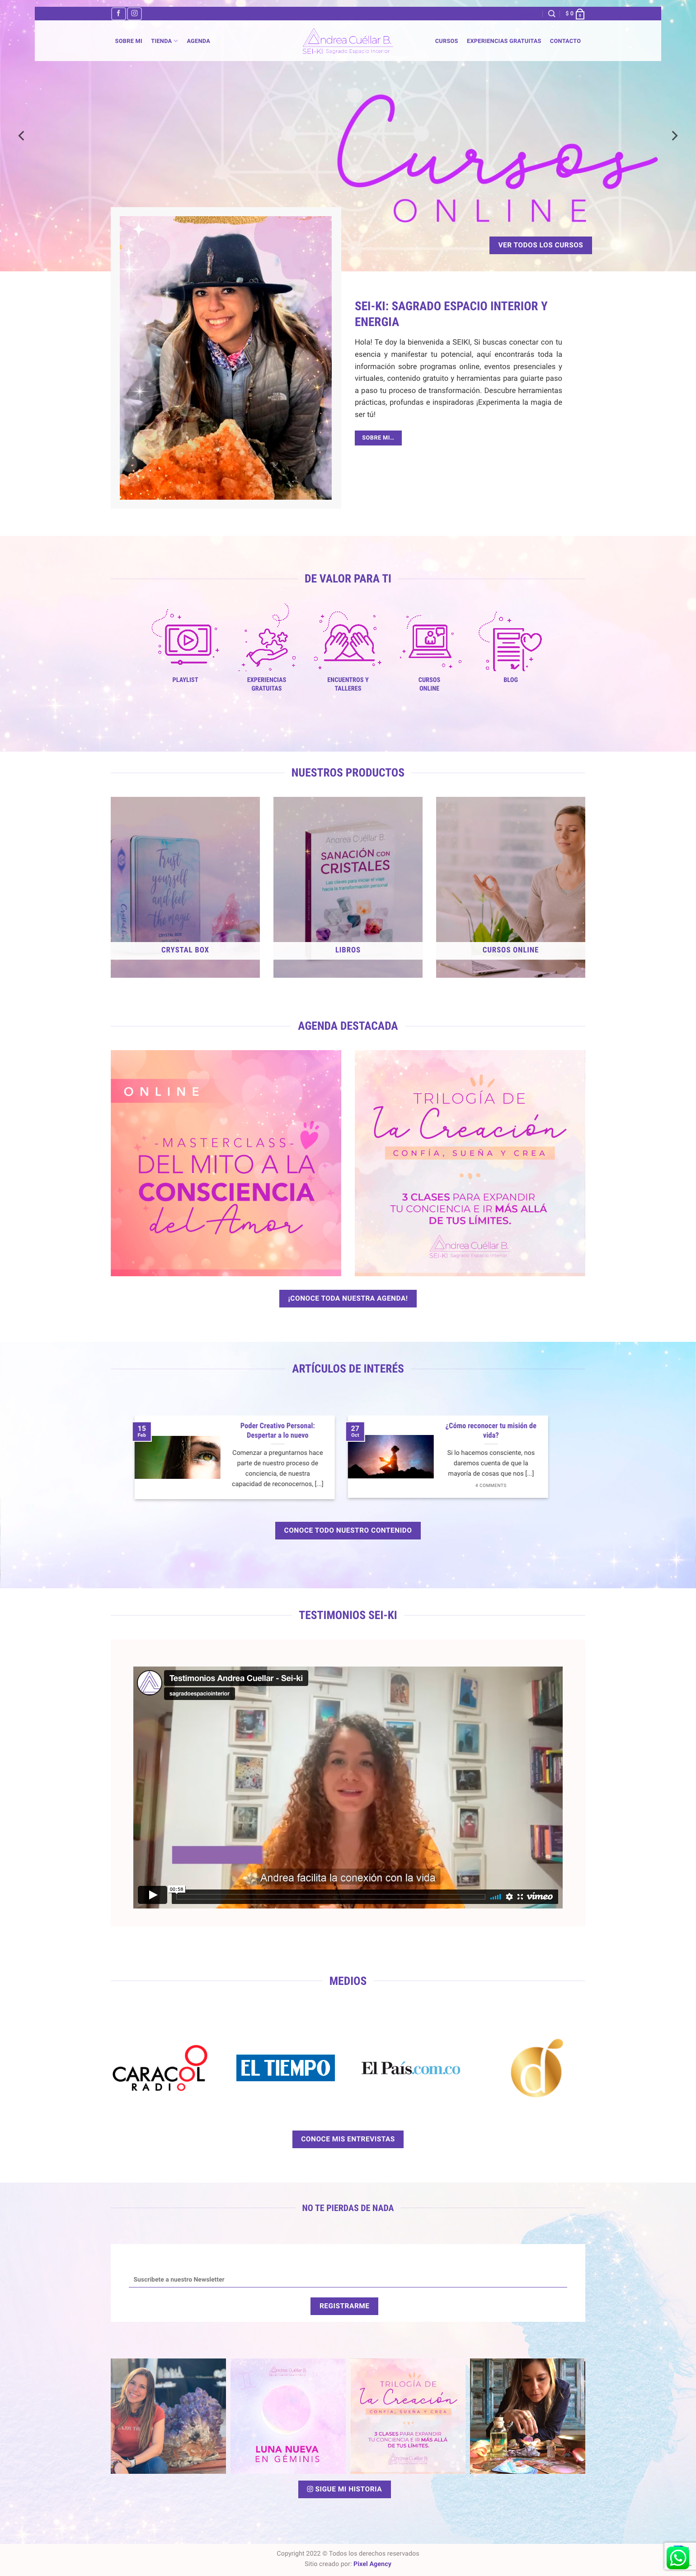 $ 0
0
SOBRE MI
TIENDA
AGENDA
Andrea Cuéllar B.
SEI-KI Sagrado Espacio Interior
CURSOS
EXPERIENCIAS GRATUITAS
CONTACTO
Cursos
ONLINE
VER TODOS LOS CURSOS
SEI-KI: SAGRADO ESPACIO INTERIOR Y
ENERGIA
Hola! Te doy la bienvenida a SEIKI, Si buscas conectar con tu
esencia y manifestar tu potencial, aquí encontrarás toda la
información sobre programas online, eventos presenciales y
virtuales, contenido gratuito y herramientas para guiarte paso
a paso tu proceso de transformación. Descubre herramientas
prácticas, profundas e inspiradoras ¡Experimenta la magia de
ser tú!
SOBRE MI...
DE VALOR PARA TI
PLAYLIST
EXPERIENCIAS
GRATUITAS
ENCUENTROS Y
TALLERES
CURSOS
ONLINE
BLOG
NUESTROS PRODUCTOS
Trust
yourself
and feel
the magic
CRYSTAL BOX
CRYSTAL BOX
Andrea Cuéllar B.
SANACIÓN CON
CRISTALES
LIBROS
CURSOS ONLINE
AGENDA DESTACADA
ONLINE
-MASTERCLASS-
DEL MITO A LA
CONSCIENCIA
del Amor
TRILOGÍA DE
la Creación
CONFÍA, SUEÑA Y CREA
3 CLASES PARA EXPANDIR
TU CONCIENCIA E IR MÁS ALLÁ
DE TUS LÍMITES.
Andrea Cuéllar B.
SEI-KI Sagrado Espacio Interior
¡CONOCE TODA NUESTRA AGENDA!
ARTÍCULOS DE INTERÉS
15
Feb
Poder Creativo Personal:
Despertar a lo nuevo
Comenzar a preguntarnos hace
parte de nuestro proceso de
conciencia, de nuestra
capacidad de reconocernos, [...]
27
Oct
¿Cómo reconocer tu misión de
vida?
Si lo hacemos consciente, nos
daremos cuenta de que la
mayoría de cosas que nos [...]
4 COMMENTS
CONOCE TODO NUESTRO CONTENIDO
TESTIMONIOS SEI-KI
Testimonios Andrea Cuellar - Sei-ki
sagradoespaciointerior
Andrea facilita la conexión con la vida
00:58
vimeo
MEDIOS
CARACOL
RADIO
EL TIEMPO
El País.com.co
d
CONOCE MIS ENTREVISTAS
NO TE PIERDAS DE NADA
Suscríbete a nuestro Newsletter
REGISTRARME
Andrea Cuéllar B.
LUNA NUEVA
EN GÉMINIS
TRILOGÍA DE
la Creación
CONFÍA, SUEÑA Y CREA
3 CLASES PARA EXPANDIR
TU CONCIENCIA E IR MÁS ALLÁ
DE TUS LÍMITES.
Andrea Cuéllar B.
SIGUE MI HISTORIA
Copyright 2022 © Todos los derechos reservados
Sitio creado por: Pixel Agency